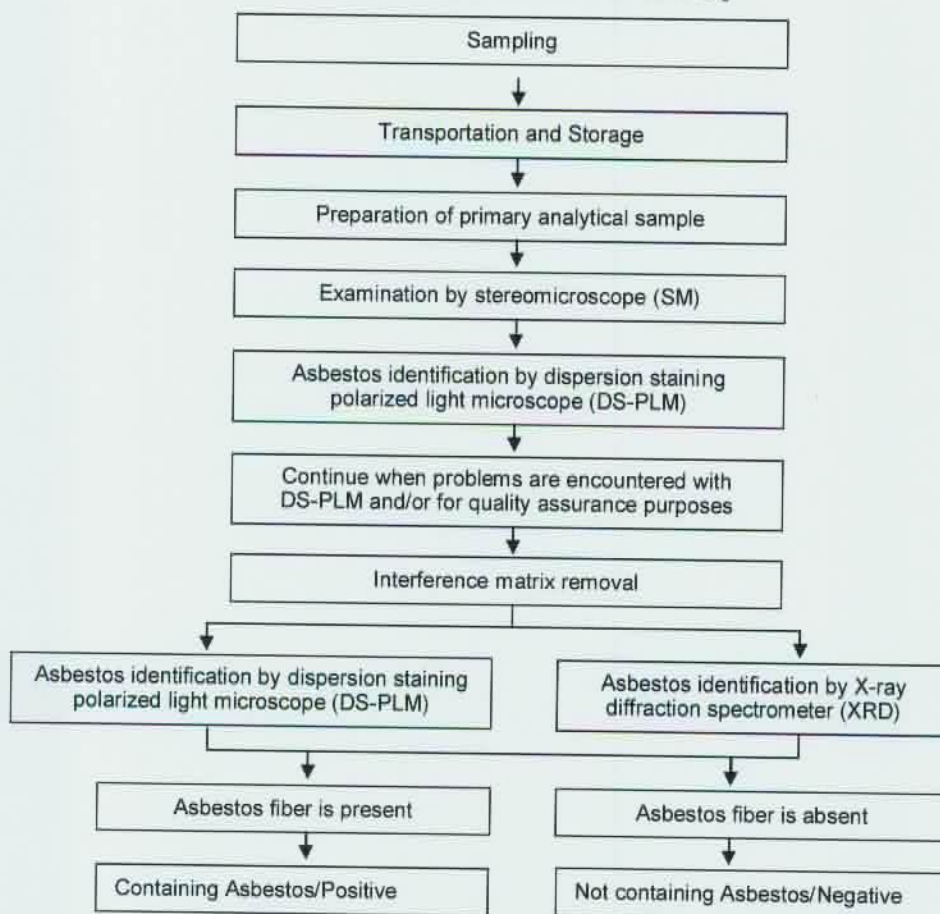 Sampling
Transportation and Storage
Preparation of primary analytical sample
Examination by stereomicroscope (SM)
Asbestos identification by dispersion staining
polarized light microscope (DS-PLM)
Continue when problems are encountered with
DS-PLM and/or for quality assurance purposes
Interference matrix removal
Asbestos identification by dispersion staining
polarized light microscope (DS-PLM)
Asbestos identification by X-ray
diffraction spectrometer (XRD)
Asbestos fiber is present
Asbestos fiber is absent
Containing Asbestos/Positive
Not containing Asbestos/Negative